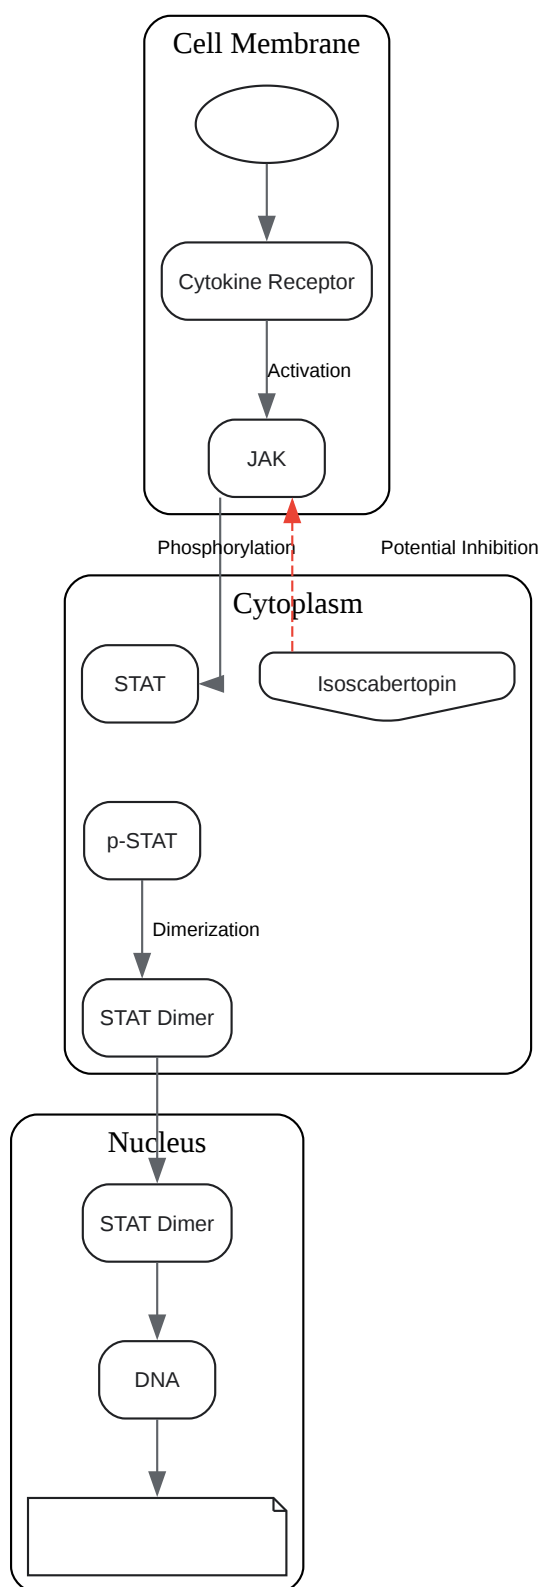 Cell Membrane
Cytokine Receptor
Activation
JAK
Phosphorylation
Potential Inhibition
Cytoplasm
STAT
Isoscabertopin
p-STAT
Dimerization
STAT Dimer
Nucleus
STAT Dimer
DNA